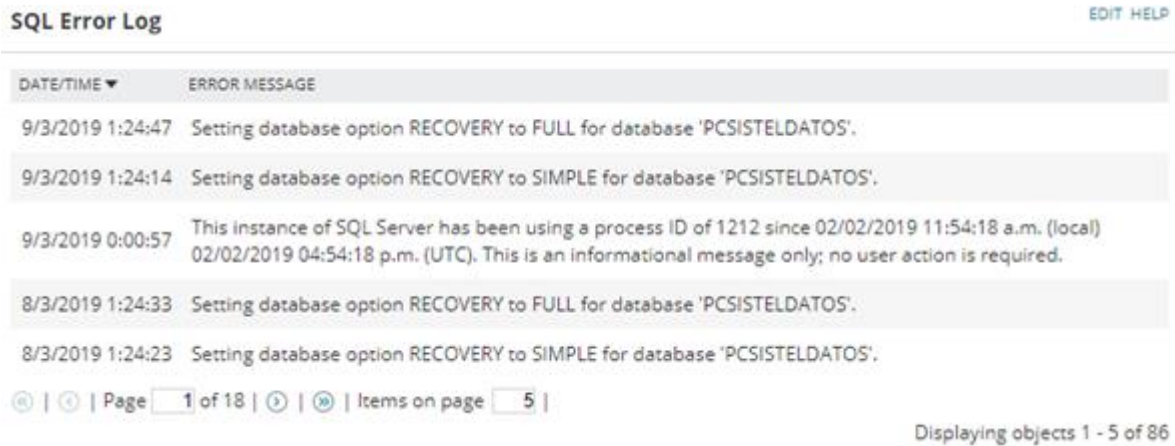 SQL Error Log
EDIT HELP
DATE/TIME ▼ ERROR MESSAGE
9/3/2019 1:24:47 Setting database option RECOVERY to FULL for database 'PCSISTELDATOS'.
9/3/2019 1:24:14 Setting database option RECOVERY to SIMPLE for database 'PCSISTELDATOS'.
9/3/2019 0:00:57 This instance of SQL Server has been using a process ID of 1212 since 02/02/2019 11:54:18 a.m. (local)
02/02/2019 04:54:18 p.m. (UTC). This is an informational message only; no user action is required.
8/3/2019 1:24:33 Setting database option RECOVERY to FULL for database 'PCSISTELDATOS'.
8/3/2019 1:24:23 Setting database option RECOVERY to SIMPLE for database 'PCSISTELDATOS'.
| | Page 1 of 18 | | | Items on page 5 |
Displaying objects 1 - 5 of 86